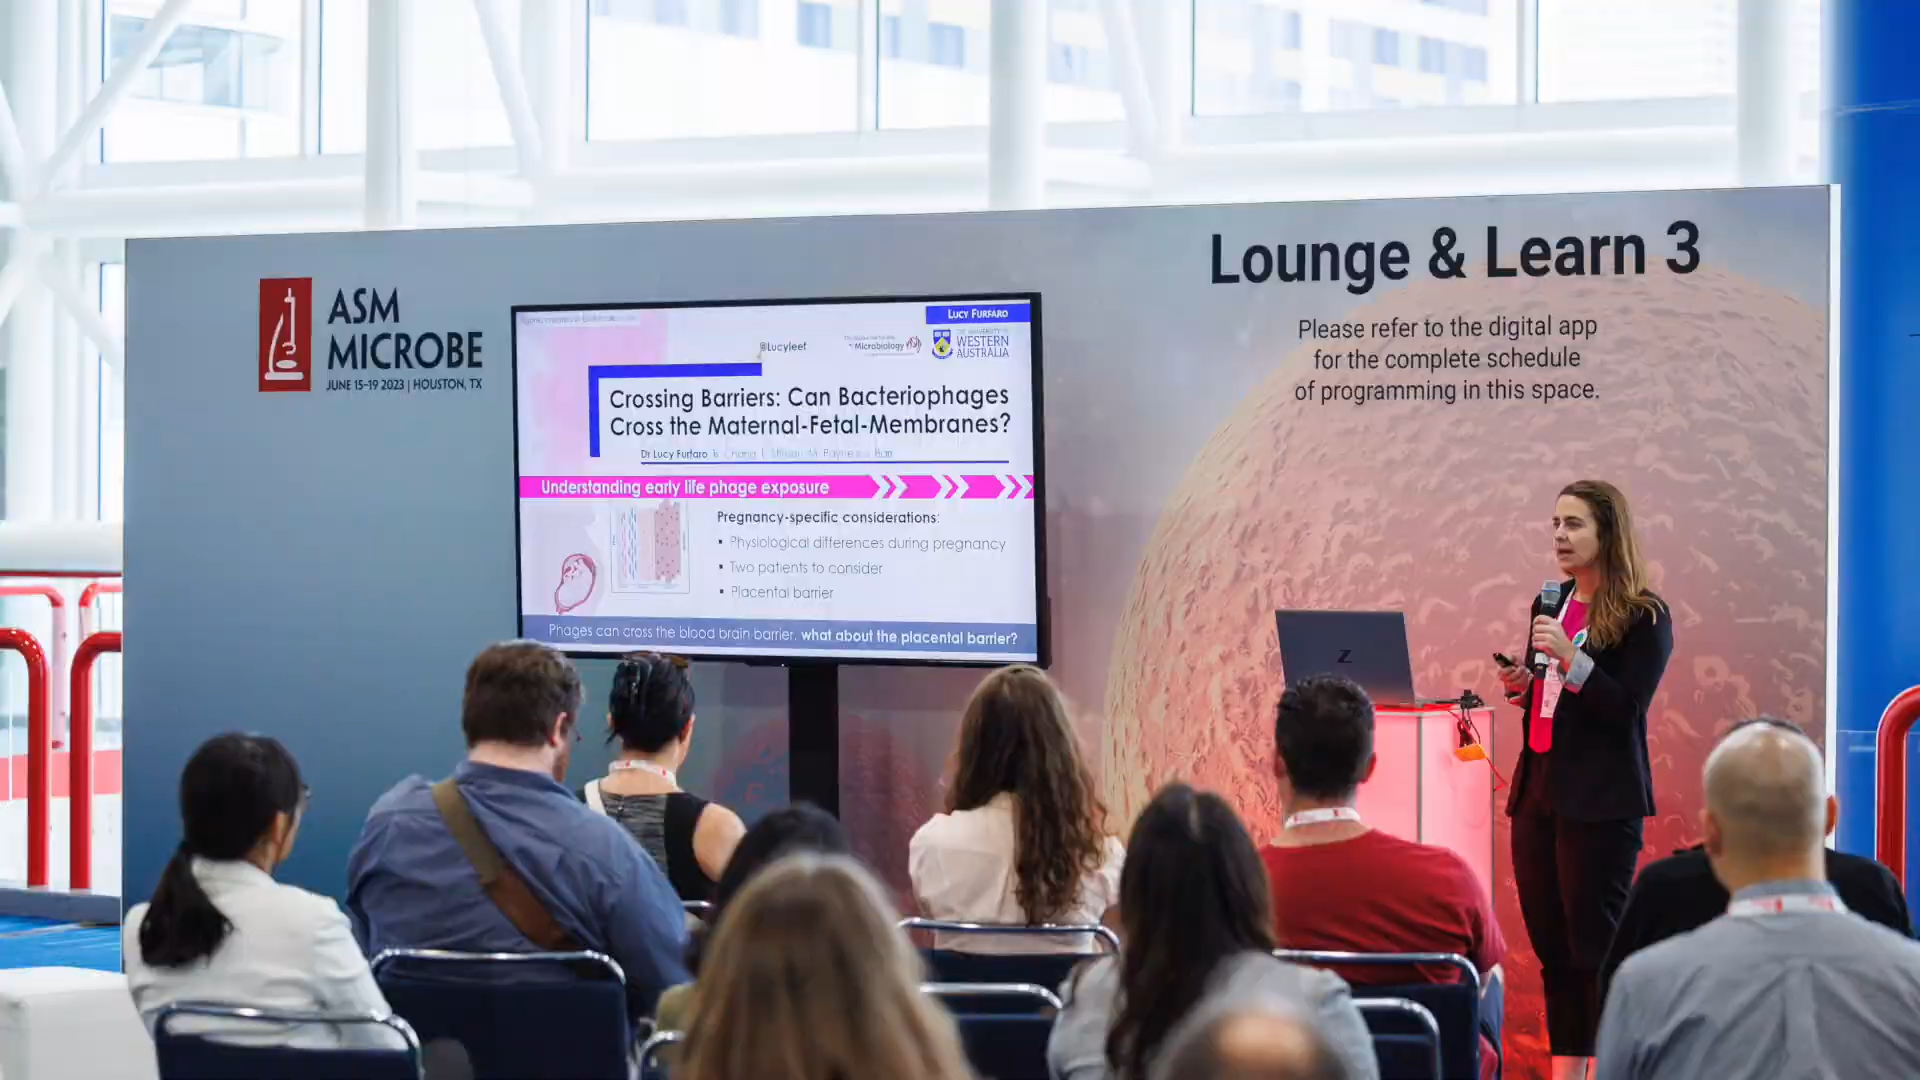 ASM
MICROBE
JUNE 15-19 2023 | HOUSTON, TX
Lounge & Learn 3
Please refer to the digital app
for the complete schedule
of programming in this space.
LUCY FURFARO
@Lucyleef
Microbiology
THE UNIVERSITY OF
WESTERN
AUSTRALIA
Crossing Barriers: Can Bacteriophages
Cross the Maternal-Fetal-Membranes?
Dr Lucy Furfaro
Understanding early life phage exposure
Pregnancy-specific considerations:
▪ Physiological differences during pregnancy
▪ Two patients to consider
▪ Placental barrier
Phages can cross the blood brain barrier, what about the placental barrier?